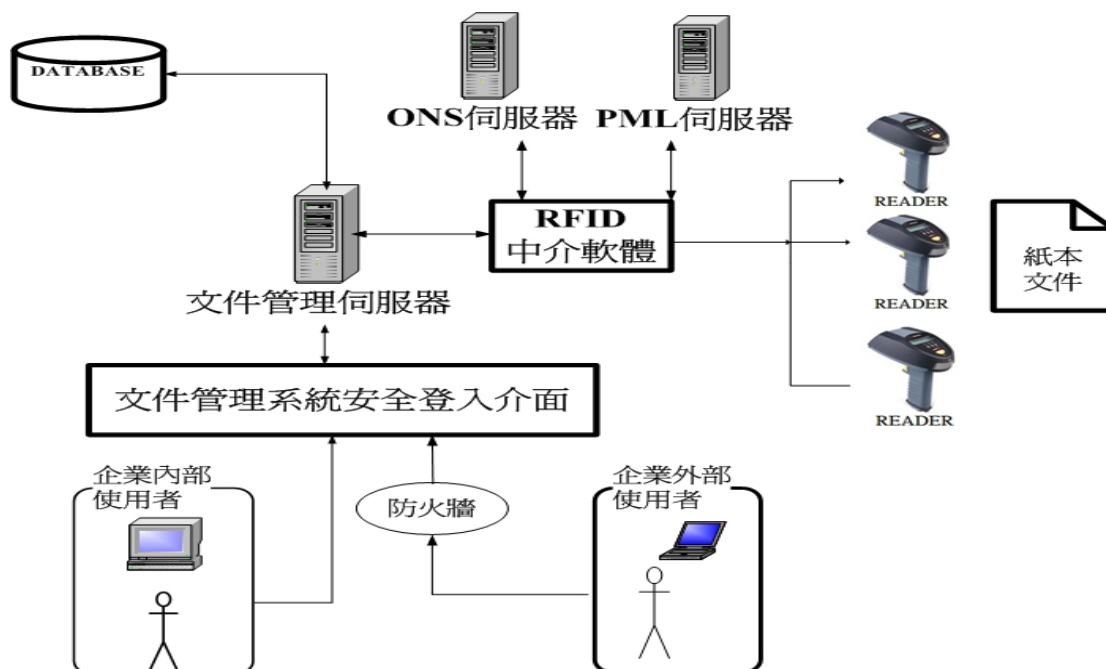 DATABASE
ONS伺服器
PML伺服器
READER
RFID
中介軟體
READER
紙本
文件
文件管理伺服器
READER
文件管理系統安全登入介面
企業內部
使用者
防火牆
企業外部
使用者